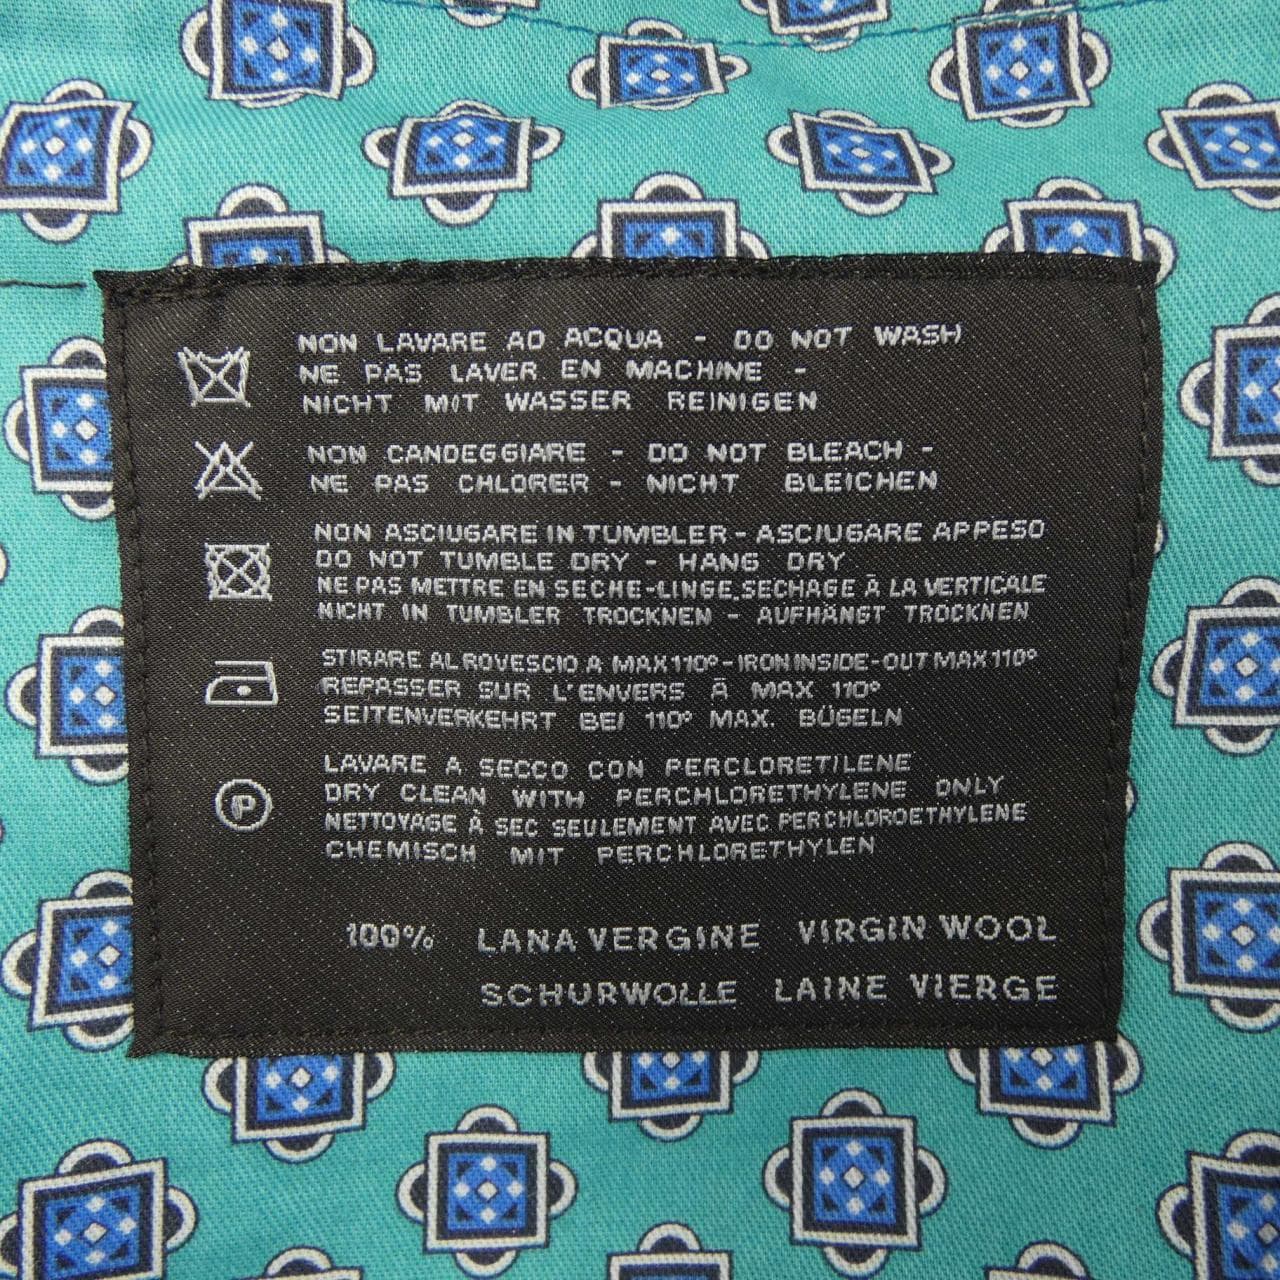 NON LAVARE AD ACQUA - DO NOT WASH
NE PAS LAVER EN MACHINE -
NICHT MIT WASSER REINIGEN
NON CANDEGGIARE - DO NOT BLEACH -
NE PAS CHLORER - NICHT BLEICHEN
NON ASCIUGARE IN TUMBLER - ASCIUGARE APPESO
DO NOT TUMBLE DRY - HANG DRY
NE PAS METTRE EN SECHE-LINGE.SECHAGE À LA VERTICALE
NICHT IN TUMBLER TROCKNEN - AUFHÄNGT TROCKNEN
STIRARE AL ROVESCIO A MAX 110° - IRON INSIDE-OUT MAX 110°
REPASSER SUR L'ENVERS À MAX 110°
SEITENVERKEHRT BEI 110° MAX. BÜGELN
P
LAVARE A SECCO CON PERCLORETILENE
DRY CLEAN WITH PERCHLORETHYLENE ONLY
NETTOYAGE À SEC SEULEMENT AVEC PERCHLOROETHYLENE
CHEMISCH MIT PERCHLORETHYLEN
100% LANA VERGINE VIRGIN WOOL
SCHURWOLLE LAINE VIERGE